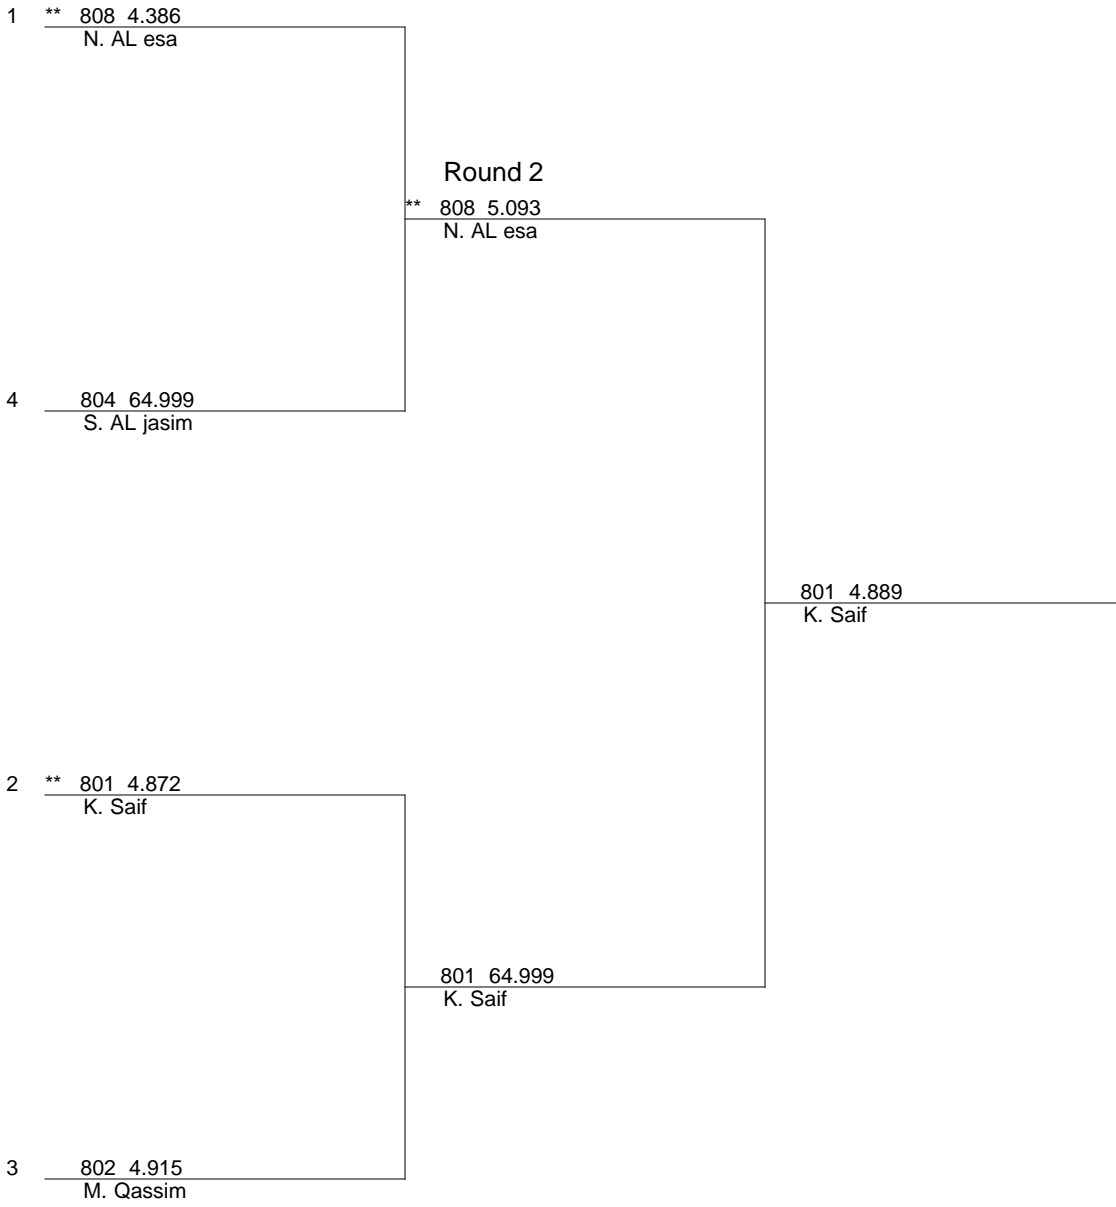 1 ** 808 4.386
N. AL esa
Round 2
** 808 5.093
N. AL esa
4 804 64.999
S. AL jasim
801 4.889
K. Saif
2 ** 801 4.872
K. Saif
801 64.999
K. Saif
3 802 4.915
M. Qassim